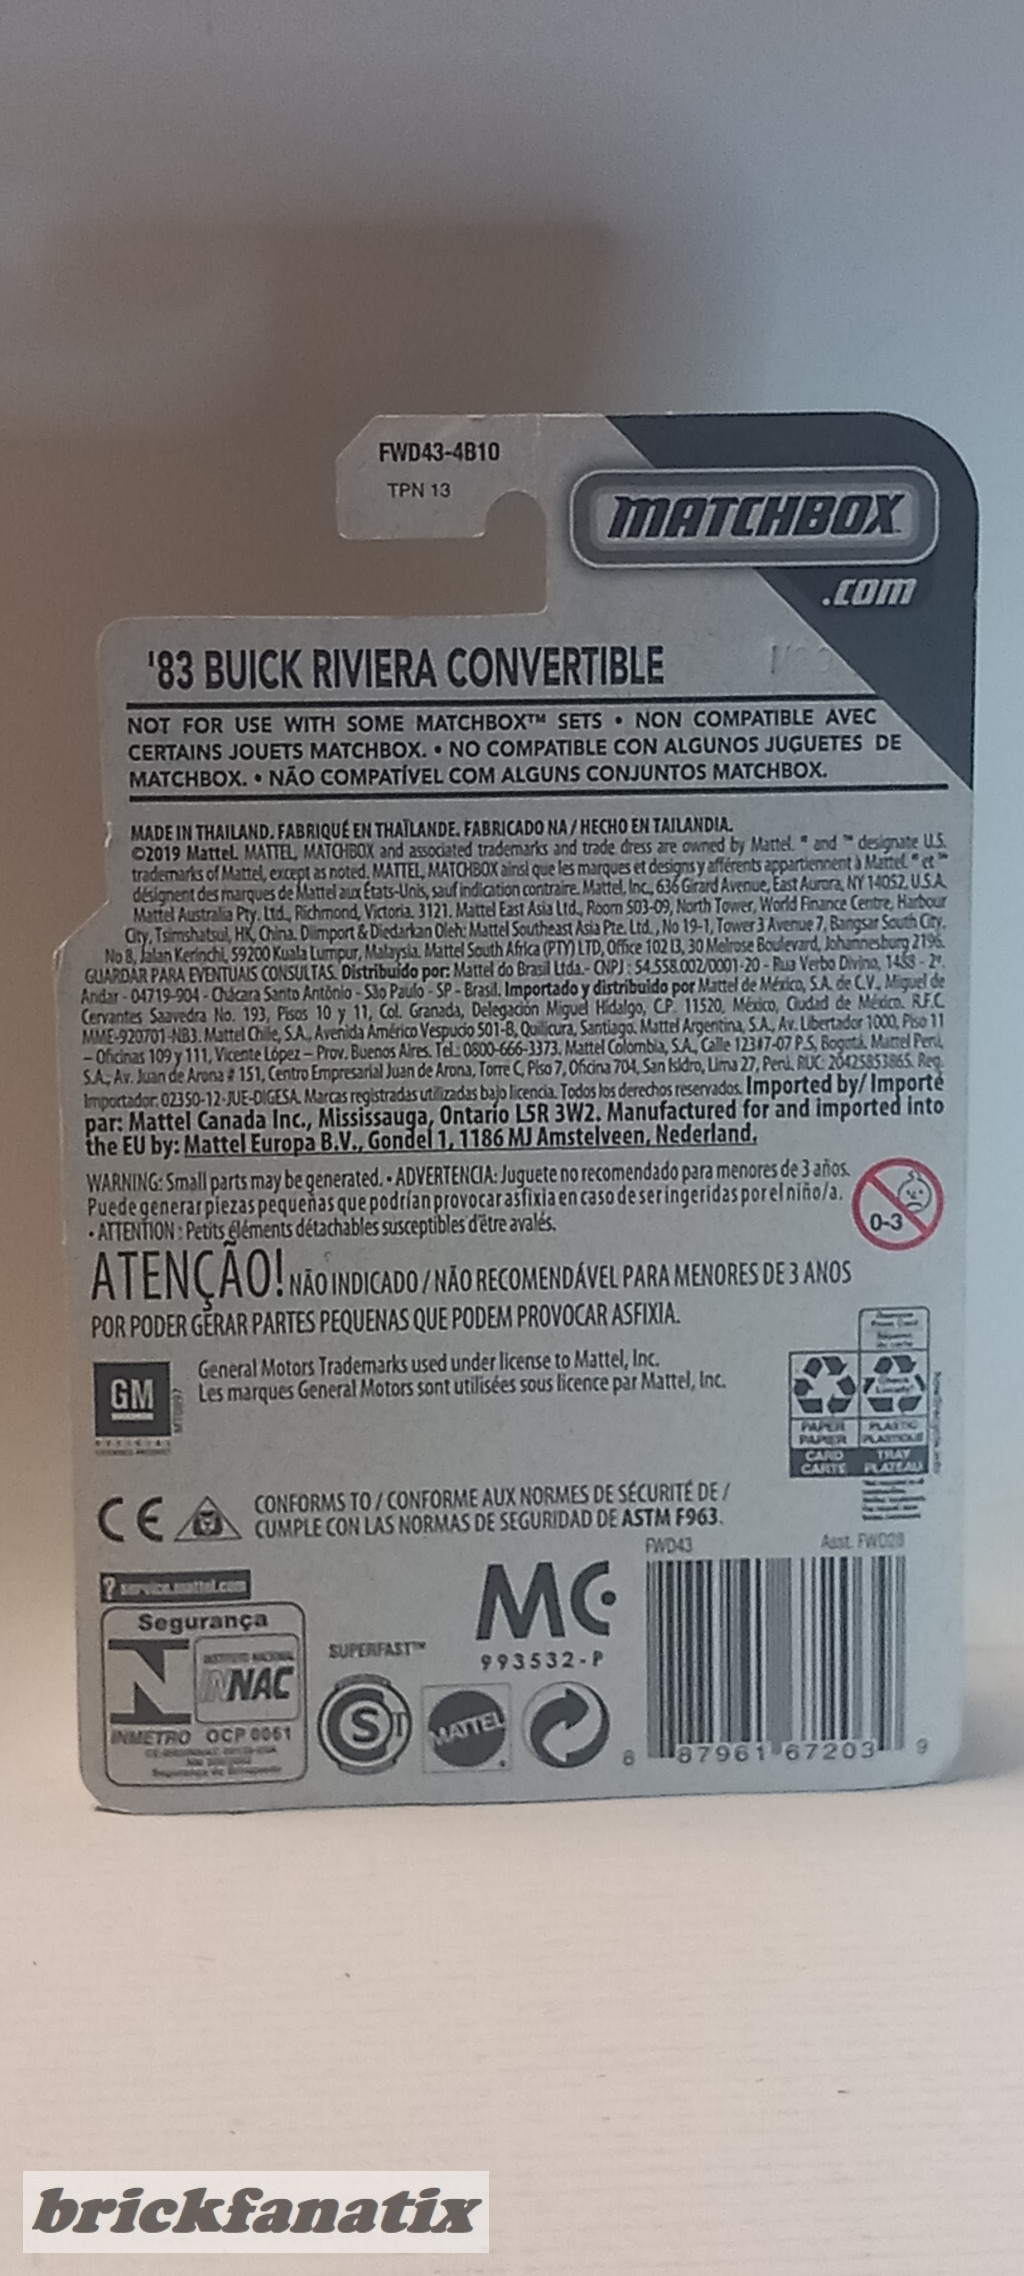 FWD43-4B10
TPN 13
MATCHBOX
.com
'83 BUICK RIVIERA CONVERTIBLE
NOT FOR USE WITH SOME MATCHBOX™ SETS • NON COMPATIBLE AVEC
CERTAINS JOUETS MATCHBOX. • NO COMPATIBLE CON ALGUNOS JUGUETES DE
MATCHBOX. • NÃO COMPATÍVEL COM ALGUNS CONJUNTOS MATCHBOX.
MADE IN THAILAND. FABRIQUÉ EN THAÏLANDE. FABRICADO NA / HECHO EN TAILANDIA.
©2019 Mattel. MATTEL, MATCHBOX and associated trademarks and trade dress are owned by Mattel. ® and ™ designate U.S.
trademarks of Mattel, except as noted. MATTEL, MATCHBOX ainsi que les marques et designs y afférents appartiennent à Mattel. ® et ™
désignent des marques de Mattel aux États-Unis, sauf indication contraire. Mattel, Inc., 636 Girard Avenue, East Aurora, NY 14052, U.S.A.
Mattel Australia Pty. Ltd., Richmond, Victoria. 3121. Mattel East Asia Ltd., Room 503-09, North Tower, World Finance Centre, Harbour
City, Tsimshatsui, HK, China. Diimport & Diedarkan Oleh: Mattel Southeast Asia Pte. Ltd., No 19-1, Tower 3 Avenue 7, Bangsar South City,
No 8, Jalan Kerinchi, 59200 Kuala Lumpur, Malaysia. Mattel South Africa (PTY) LTD, Office 102 I3, 30 Melrose Boulevard, Johannesburg 2196.
GUARDAR PARA EVENTUAIS CONSULTAS. Distribuído por: Mattel do Brasil Ltda.- CNPJ : 54.558.002/0001-20 - Rua Verbo Divino, 1488 - 2º.
Andar - 04719-904 - Chácara Santo Antônio - São Paulo - SP - Brasil. Importado y distribuido por Mattel de México, S.A. de C.V., Miguel de
Cervantes Saavedra No. 193, Pisos 10 y 11, Col. Granada, Delegación Miguel Hidalgo, C.P. 11520, México, Ciudad de México. R.F.C.
MME-920701-NB3. Mattel Chile, S.A., Avenida Américo Vespucio 501-B, Quilicura, Santiago. Mattel Argentina, S.A., Av. Libertador 1000, Piso 11
– Oficinas 109 y 111, Vicente López – Prov. Buenos Aires. Tel.: 0800-666-3373. Mattel Colombia, S.A., Calle 123#7-07 P.5, Bogotá. Mattel Perú,
S.A., Av. Juan de Arona # 151, Centro Empresarial Juan de Arona, Torre C, Piso 7, Oficina 704, San Isidro, Lima 27, Perú. RUC: 20425853865. Reg.
Importador: 02350-12-JUE-DIGESA. Marcas registradas utilizadas bajo licencia. Todos los derechos reservados. Imported by/ Importé
par: Mattel Canada Inc., Mississauga, Ontario L5R 3W2. Manufactured for and imported into
the EU by: Mattel Europa B.V., Gondel 1, 1186 MJ Amstelveen, Nederland.
WARNING: Small parts may be generated. • ADVERTENCIA: Juguete no recomendado para menores de 3 años.
Puede generar piezas pequeñas que podrían provocar asfixia en caso de ser ingeridas por el niño/a.
• ATTENTION : Petits éléments détachables susceptibles d'être avalés.
0-3
ATENÇÃO! NÃO INDICADO / NÃO RECOMENDÁVEL PARA MENORES DE 3 ANOS
POR PODER GERAR PARTES PEQUENAS QUE PODEM PROVOCAR ASFIXIA.
GM
General Motors Trademarks used under license to Mattel, Inc.
Les marques General Motors sont utilisées sous licence par Mattel, Inc.
PAPER PLASTIC
PAPIER PLASTIQUE
CARD TRAY
CARTE PLATEAU
CE
CONFORMS TO / CONFORME AUX NORMES DE SÉCURITÉ DE /
CUMPLE CON LAS NORMAS DE SEGURIDAD DE ASTM F963.
FWD43 Asst. FWD28
? service.mattel.com
Segurança
INNAC
INMETRO OCP 0061
SUPERFAST™
MC
993532-P
MATTEL
8 87961 67203 9
brickfanatix